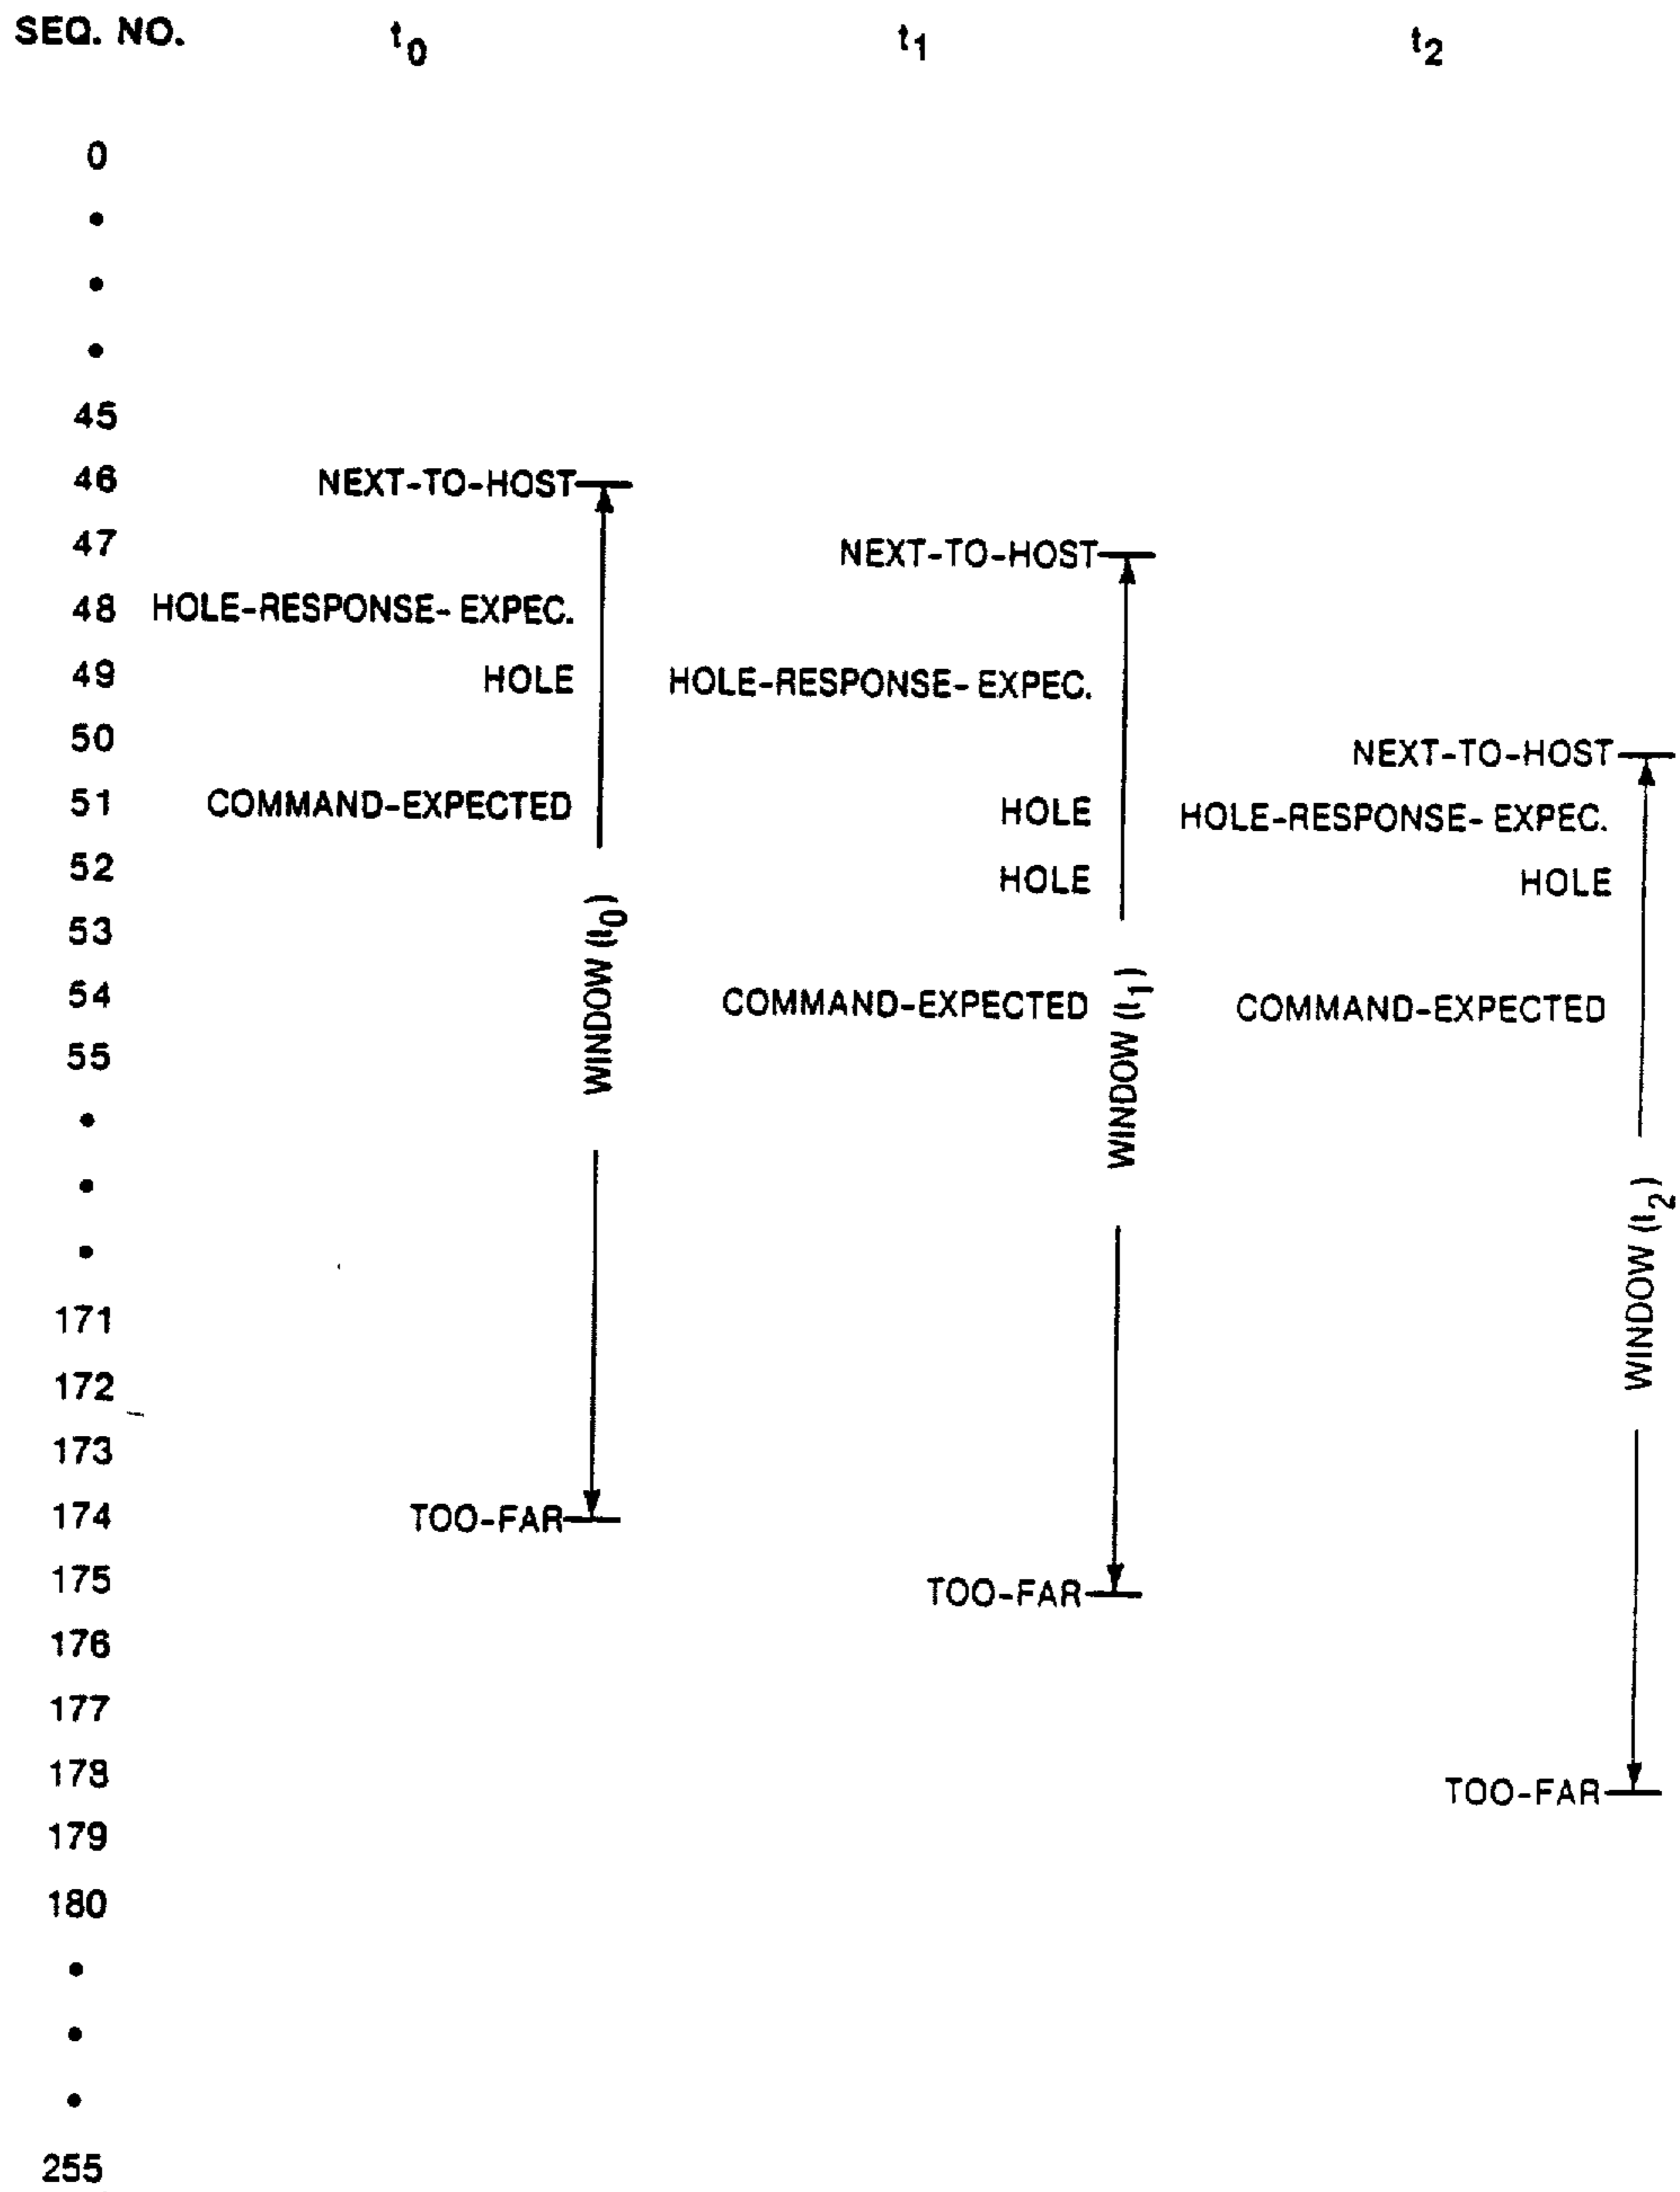 SEQ. NO. t0 t1 t2
0
45
46 NEXT-TO-HOST
47 NEXT-TO-HOST
48 HOLE-RESPONSE-EXPEC.
49 HOLE HOLE-RESPONSE-EXPEC.
50 NEXT-TO-HOST
51 COMMAND-EXPECTED HOLE HOLE-RESPONSE-EXPEC.
52 HOLE HOLE
53
54 COMMAND-EXPECTED COMMAND-EXPECTED
55
WINDOW (t0)
WINDOW (t1)
WINDOW (t2)
171
172
173
174 TOO-FAR
175 TOO-FAR
176
177
178 TOO-FAR
179
180
255